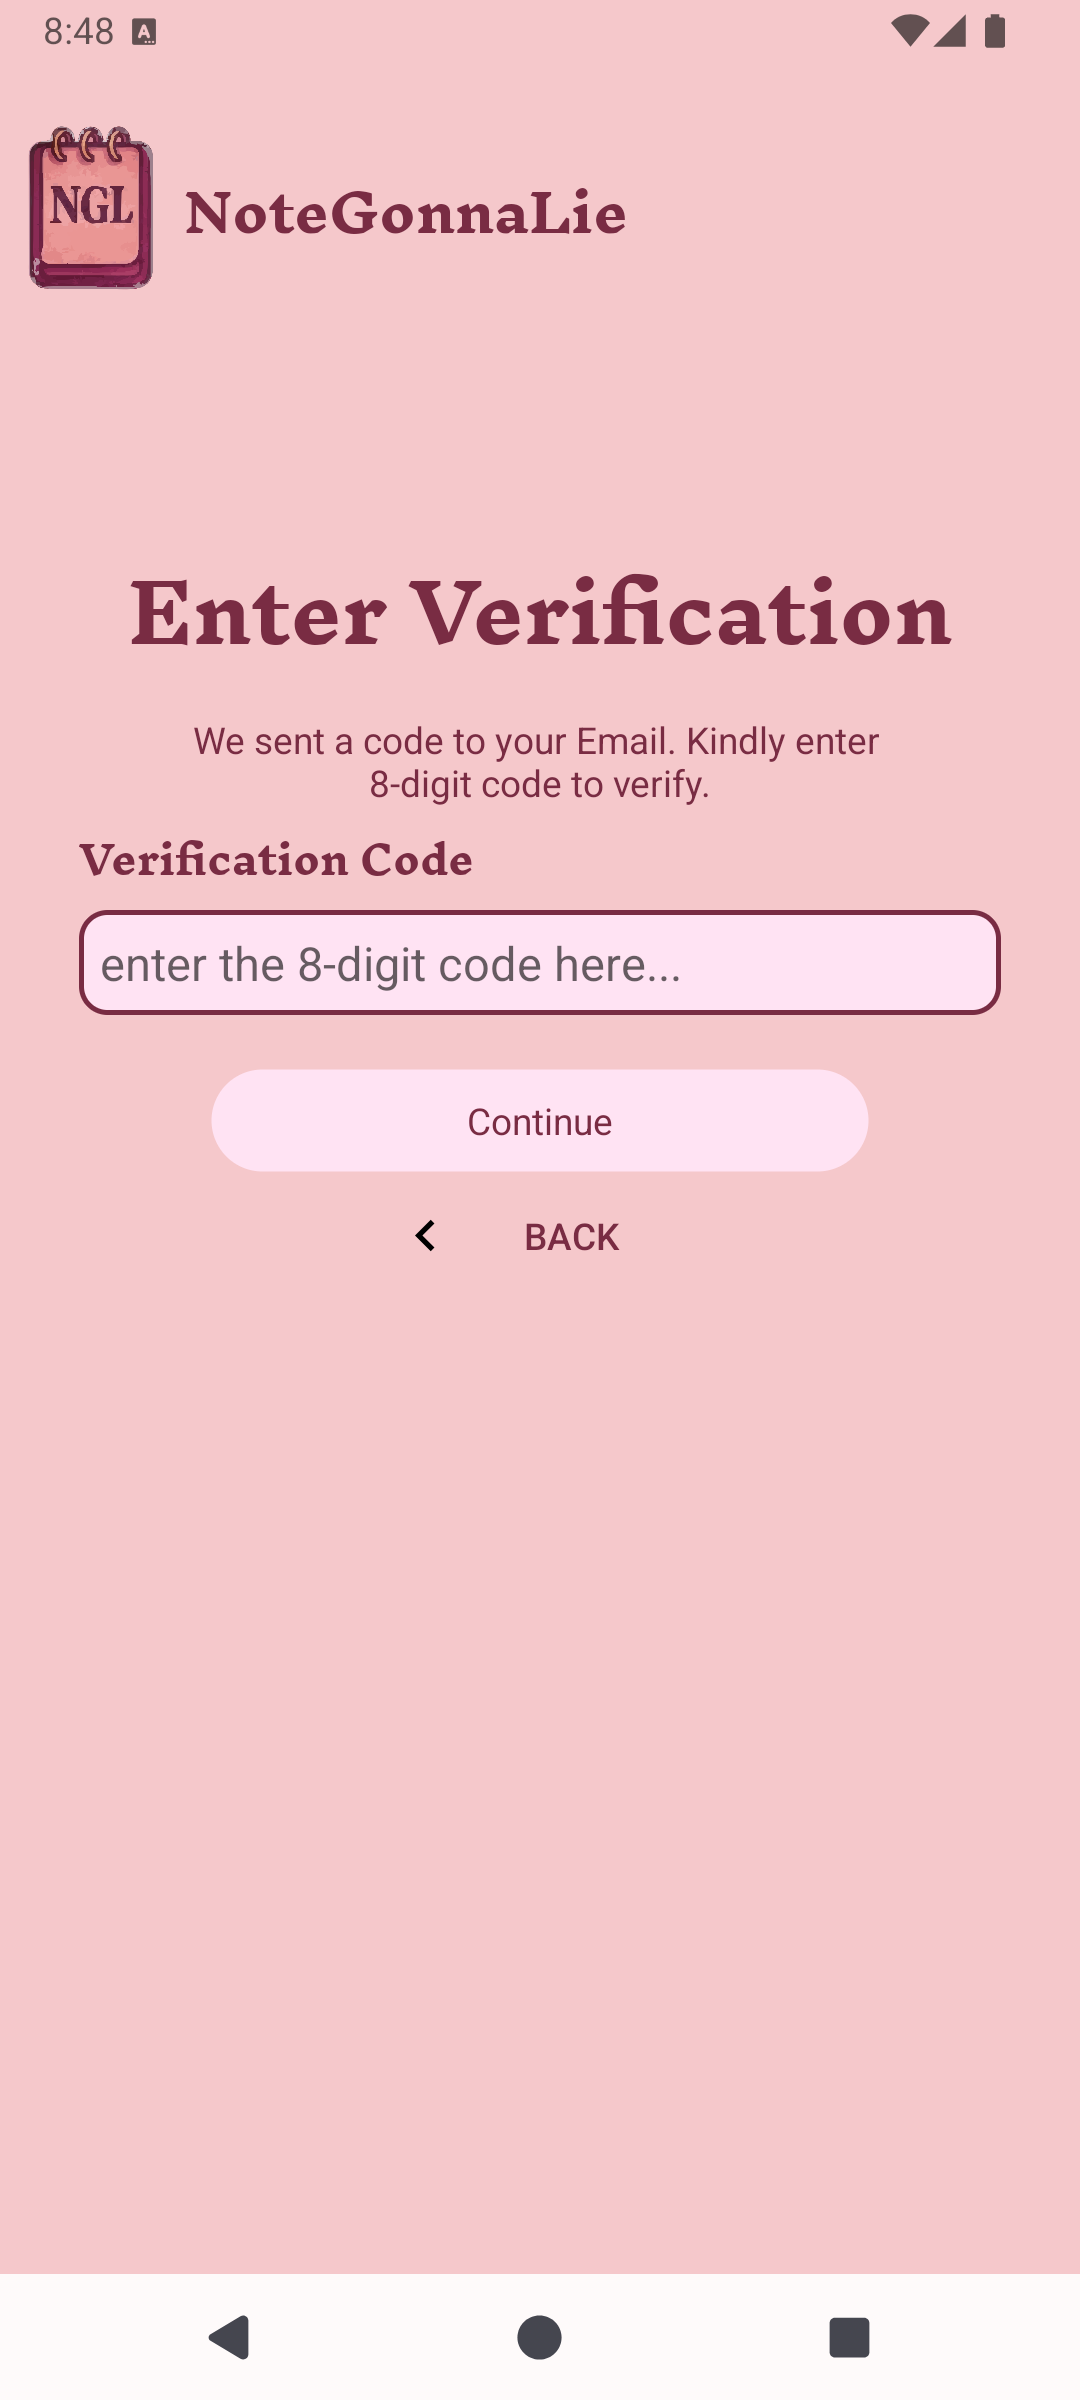 8:48
NGL
NoteGonnaLie
Enter Verification
We sent a code to your Email. Kindly enter
8-digit code to verify.
Verification Code
enter the 8-digit code here...
Continue
BACK